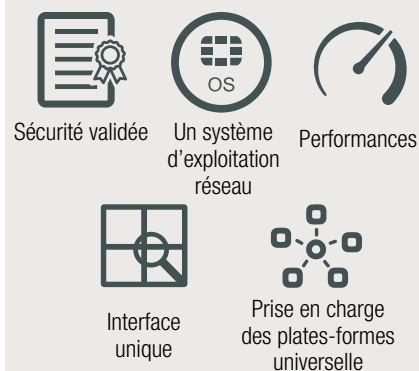 OS
Sécurité validée
Un système
d'exploitation
réseau
Performances
Interface
unique
Prise en charge
des plates-formes
universelle